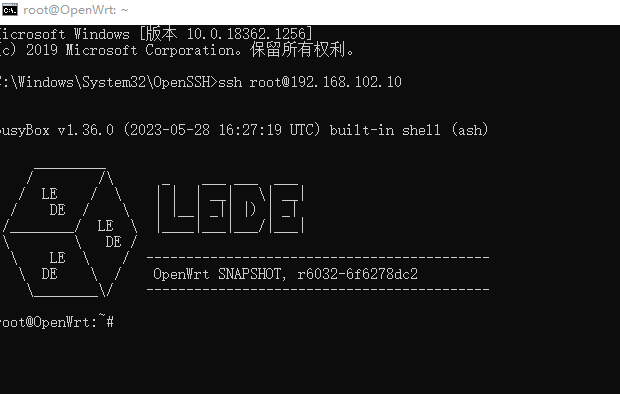 root@OpenWrt: ~
icrosoft Windows [版本 10.0.18362.1256]
(c) 2019 Microsoft Corporation。保留所有权利。
:\Windows\System32\OpenSSH>ssh root@192.168.102.10
usyBox v1.36.0 (2023-05-28 16:27:19 UTC) built-in shell (ash)
LE
DE
LE
DE
LE
DE
LEDE
OpenWrt SNAPSHOT, r6032-6f6278dc2
root@OpenWrt:~#